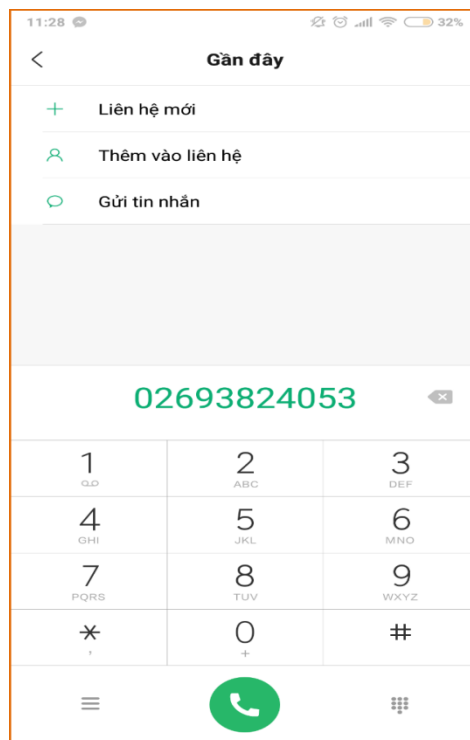 11:28 32%
Gần đây
+ Liên hệ mới
Thêm vào liên hệ
Gửi tin nhắn
02693824053
1 2 3
ABC DEF
4 5 6
GHI JKL MNO
7 8 9
PQRS TUV WXYZ
* 0 #
, +